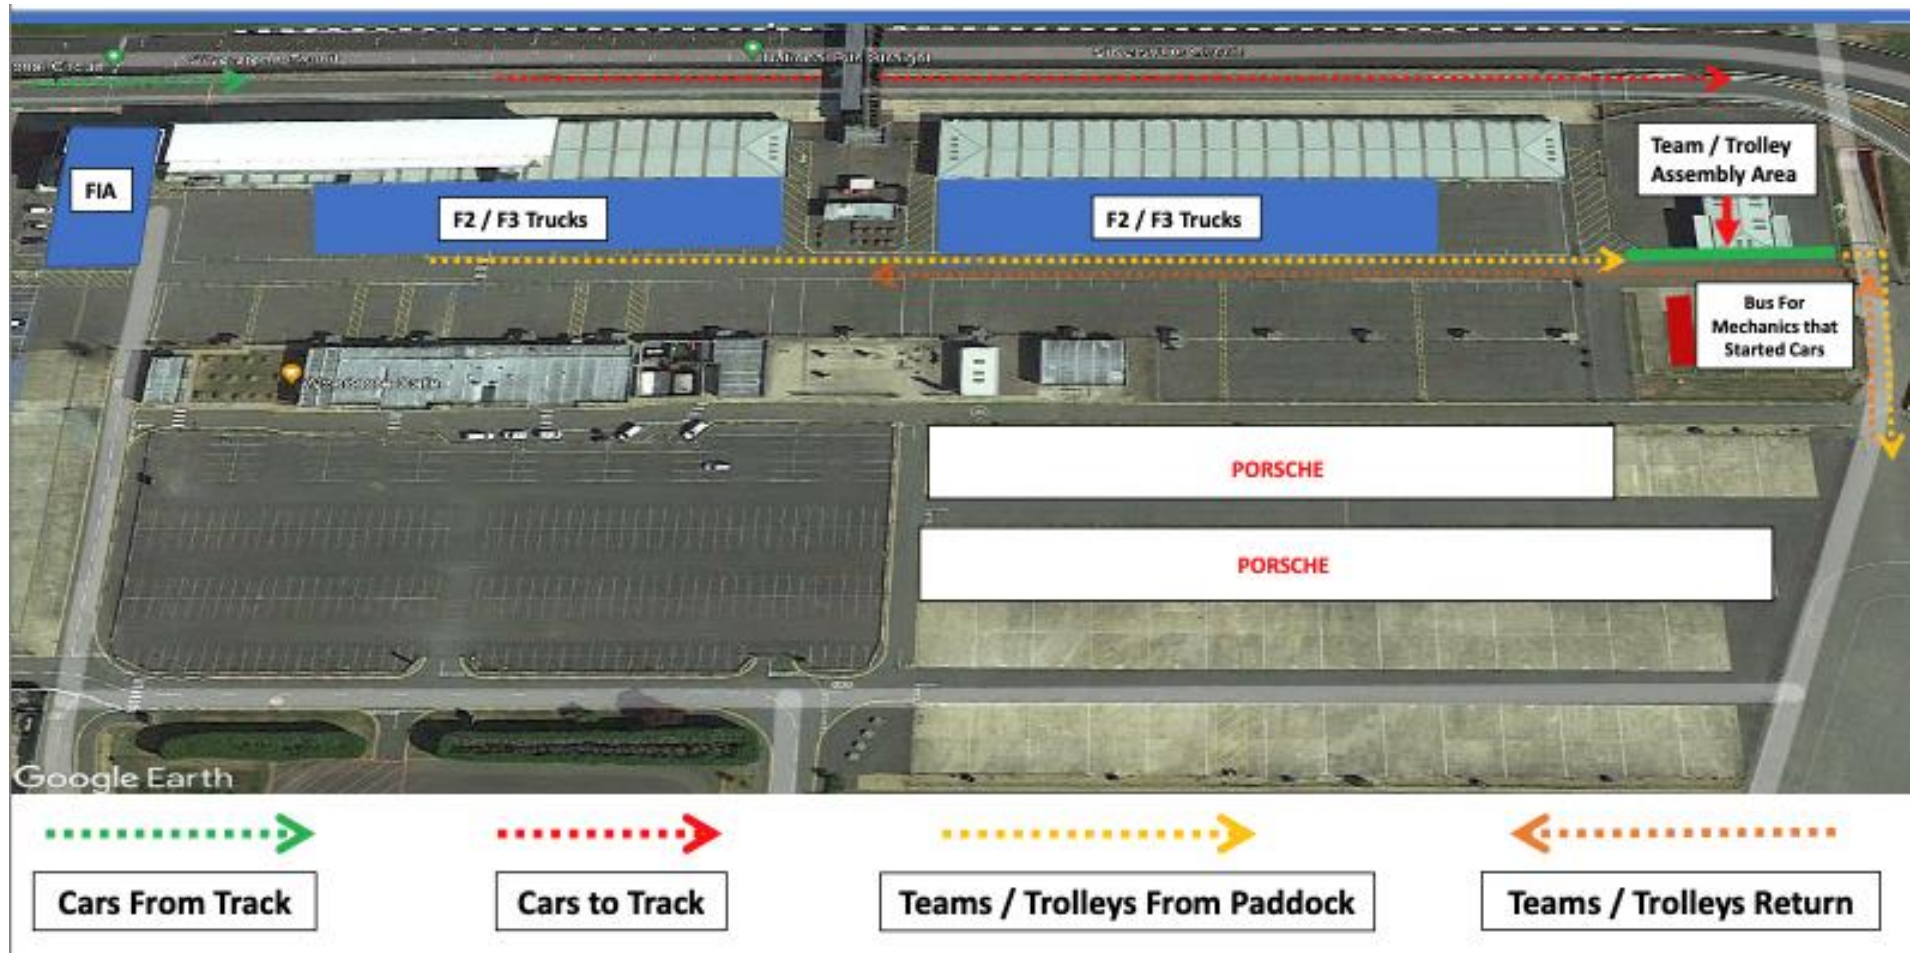 FIA
F2 / F3 Trucks
F2 / F3 Trucks
Team / Trolley
Assembly Area
Bus For
Mechanics that
Started Cars
PORSCHE
PORSCHE
Google Earth
Cars From Track
Cars to Track
Teams / Trolleys From Paddock
Teams / Trolleys Return